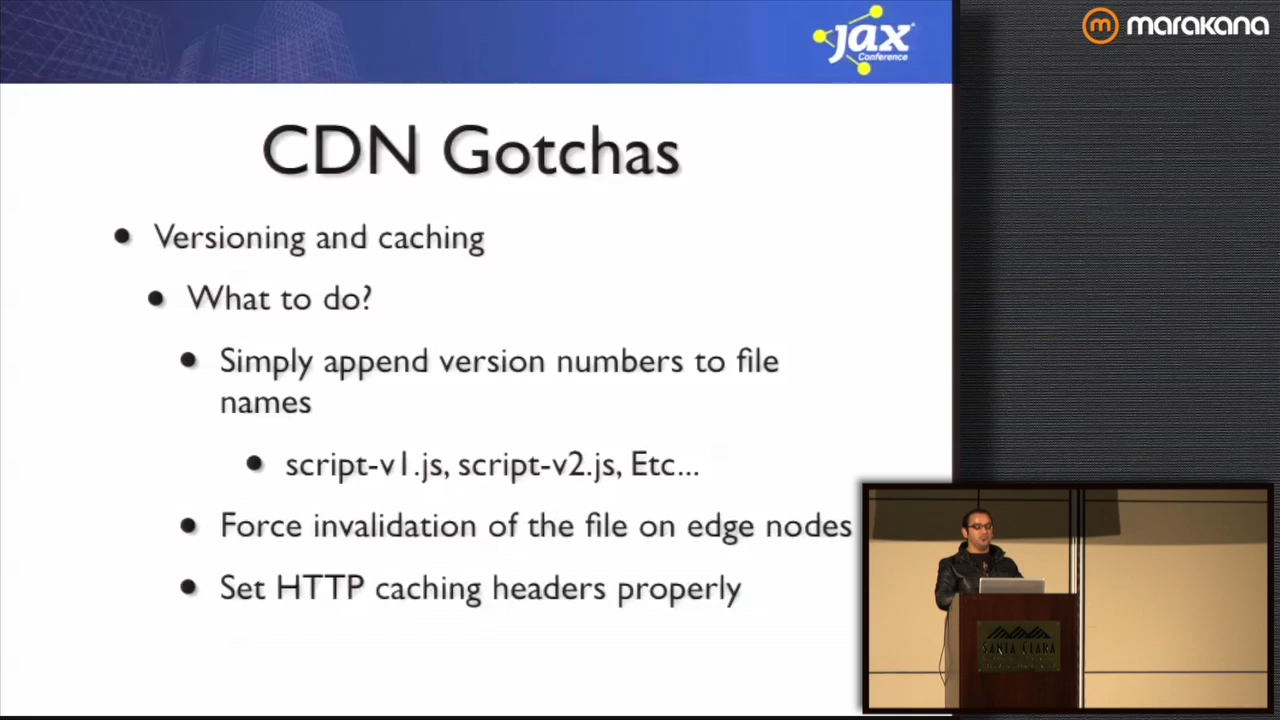 jax
Conference
marakana
CDN Gotchas
• Versioning and caching
• What to do?
• Simply append version numbers to file
names
• script-v1.js, script-v2.js, Etc...
• Force invalidation of the file on edge nodes
• Set HTTP caching headers properly
SANTA CLARA